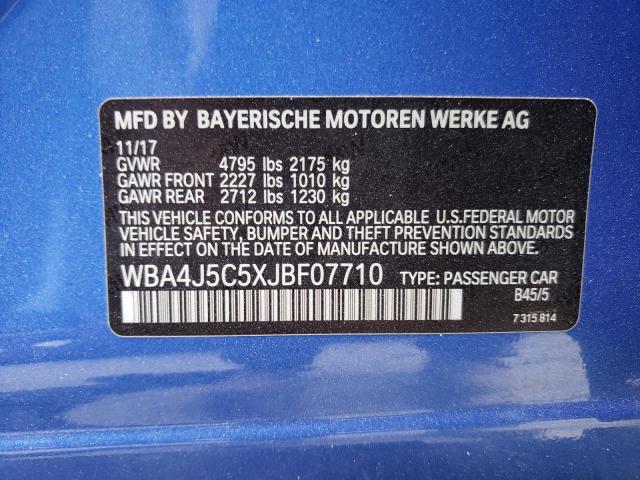 MFD BY BAYERISCHE MOTOREN WERKE AG
11/17
GVWR 4795 lbs 2175 kg
GAWR FRONT 2227 lbs 1010 kg
GAWR REAR 2712 lbs 1230 kg
THIS VEHICLE CONFORMS TO ALL APPLICABLE U.S.FEDERAL MOTOR
VEHICLE SAFETY, BUMPER AND THEFT PREVENTION STANDARDS
IN EFFECT ON THE DATE OF MANUFACTURE SHOWN ABOVE.
WBA4J5C5XJBF07710 TYPE: PASSENGER CAR
B45/5
7 315 814